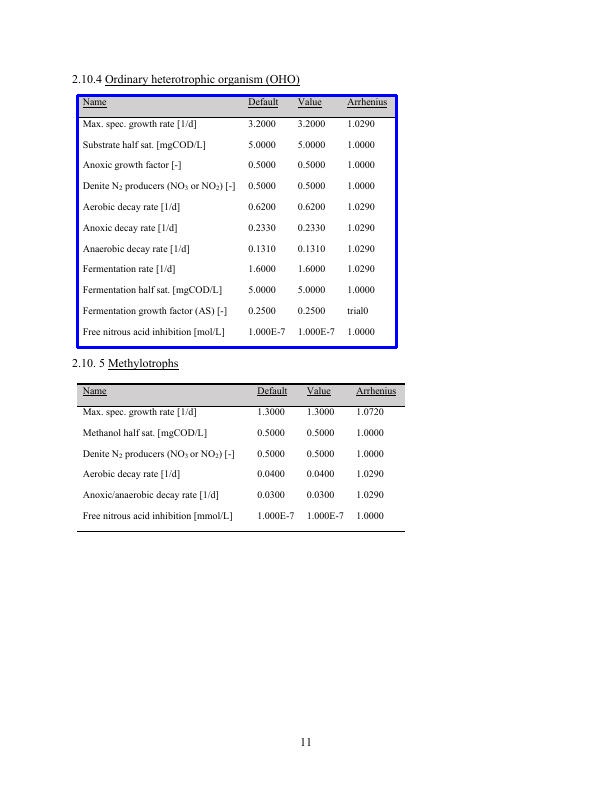 2.10.4 Ordinary heterotrophic organism (OHO)
Name Default Value Arrhenius
Max. spec. growth rate [1/d] 3.2000 3.2000 1.0290
Substrate half sat. [mgCOD/L] 5.0000 5.0000 1.0000
Anoxic growth factor [-] 0.5000 0.5000 1.0000
Denite N₂ producers (NO₃ or NO₂) [-] 0.5000 0.5000 1.0000
Aerobic decay rate [1/d] 0.6200 0.6200 1.0290
Anoxic decay rate [1/d] 0.2330 0.2330 1.0290
Anaerobic decay rate [1/d] 0.1310 0.1310 1.0290
Fermentation rate [1/d] 1.6000 1.6000 1.0290
Fermentation half sat. [mgCOD/L] 5.0000 5.0000 1.0000
Fermentation growth factor (AS) [-] 0.2500 0.2500 trial0
Free nitrous acid inhibition [mol/L] 1.000E-7 1.000E-7 1.0000
2.10. 5 Methylotrophs
Name Default Value Arrhenius
Max. spec. growth rate [1/d] 1.3000 1.3000 1.0720
Methanol half sat. [mgCOD/L] 0.5000 0.5000 1.0000
Denite N₂ producers (NO₃ or NO₂) [-] 0.5000 0.5000 1.0000
Aerobic decay rate [1/d] 0.0400 0.0400 1.0290
Anoxic/anaerobic decay rate [1/d] 0.0300 0.0300 1.0290
Free nitrous acid inhibition [mmol/L] 1.000E-7 1.000E-7 1.0000
11